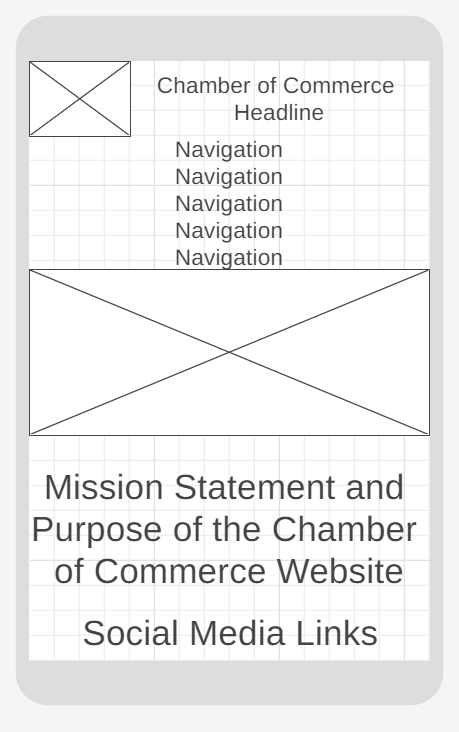 Chamber of Commerce
Headline
Navigation
Navigation
Navigation
Navigation
Navigation
Mission Statement and
Purpose of the Chamber
of Commerce Website
Social Media Links